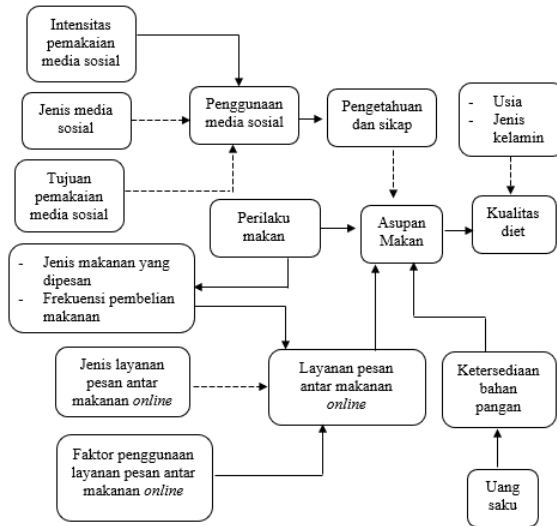 Intensitas
pemakaian
media sosial
Jenis media
sosial
Tujuan
pemakaian
media sosial
Penggunaan
media sosial
Pengetahuan
dan sikap
- Usia
- Jenis
kelamin
Perilaku
makan
Asupan
Makan
Kualitas
diet
- Jenis makanan yang
dipesan
- Frekuensi pembelian
makanan
Jenis layanan
pesan antar
makanan online
Layanan pesan
antar makanan
online
Ketersediaan
bahan
pangan
Faktor penggunaan
layanan pesan antar
makanan online
Uang
saku